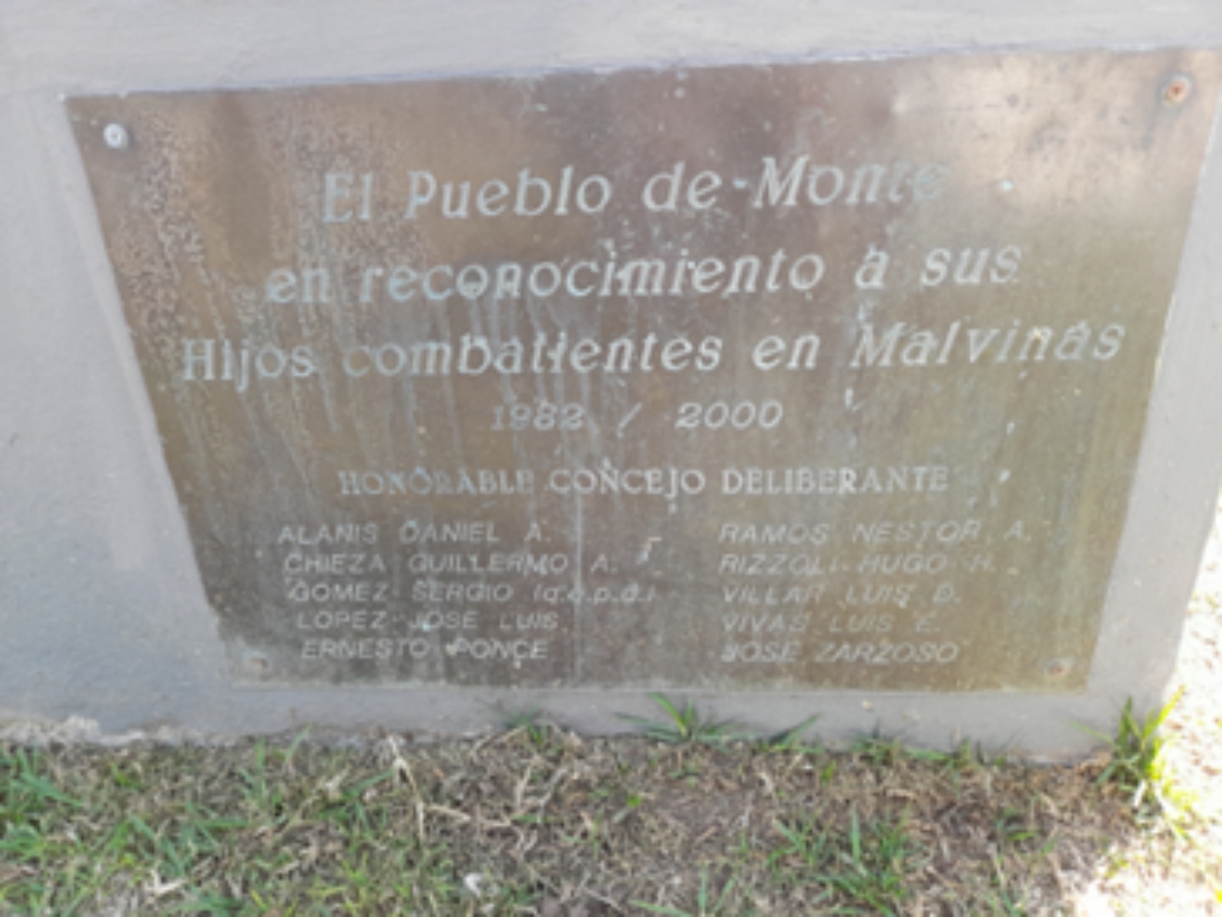 El Pueblo de Monte
en reconocimiento a sus
Hijos combatientes en Malvinas
1982 / 2000
HONORABLE CONCEJO DELIBERANTE
ALANIS DANIEL A.
CHIEZA GUILLERMO A.
GOMEZ SERGIO (q.e.p.d.)
LOPEZ JOSE LUIS.
ERNESTO PONCE
RAMOS NESTOR A.
RIZZOLI HUGO H.
VILLAR LUIS D.
VIVAS LUIS E.
JOSE ZARZOSO